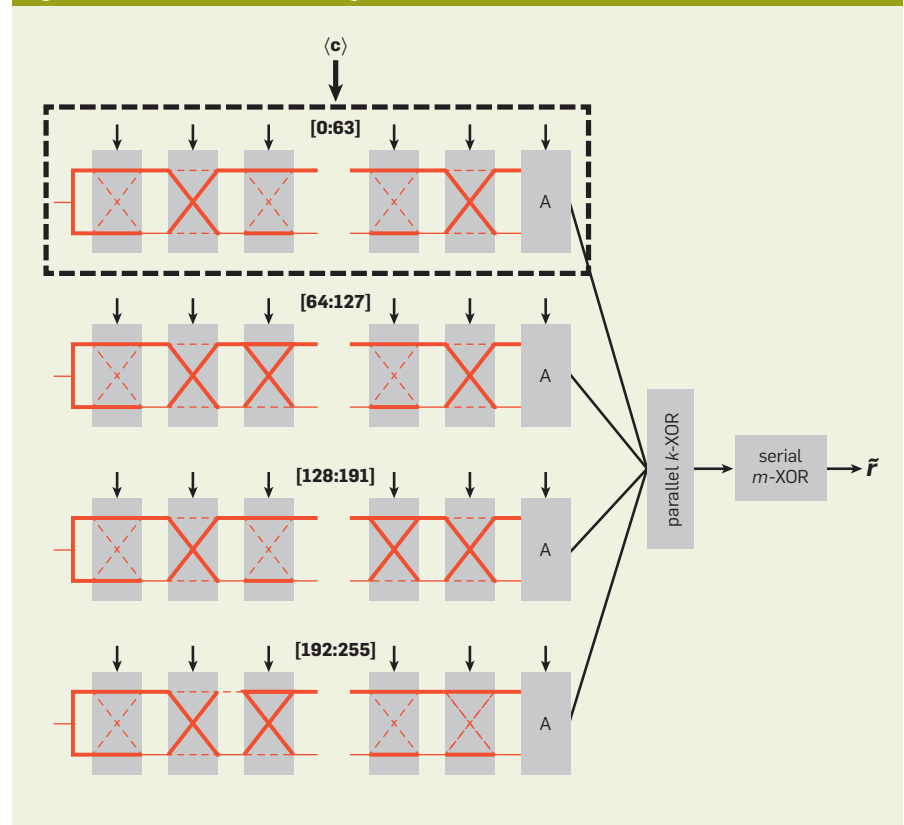 ⟨c⟩
[0:63]
A
[64:127]
A
[128:191]
A
[192:255]
A
parallel k-XOR
serial
m-XOR
r̃